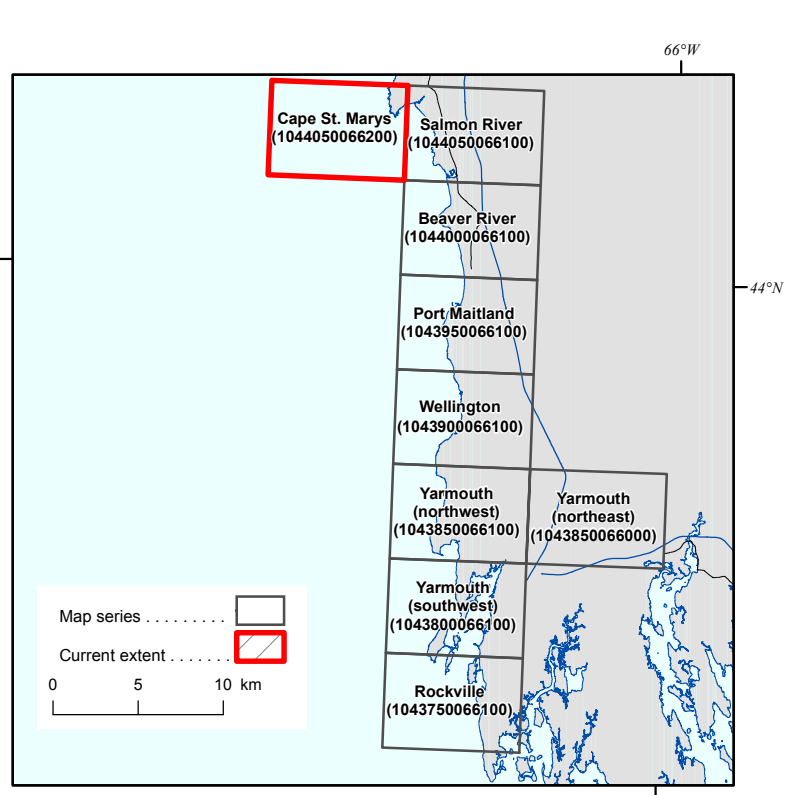 66°W
Cape St. Marys
(1044050066200)
Salmon River
(1044050066100)
Beaver River
(1044000066100)
44°N
Port Maitland
(1043950066100)
Wellington
(1043900066100)
Yarmouth
(northwest)
(1043850066100)
Yarmouth
(northeast)
(1043850066000)
Yarmouth
(southwest)
(1043800066100)
Rockville
(1043750066100)
Map series . . . . . . . . .
Current extent . . . . . . .
0 5 10 km